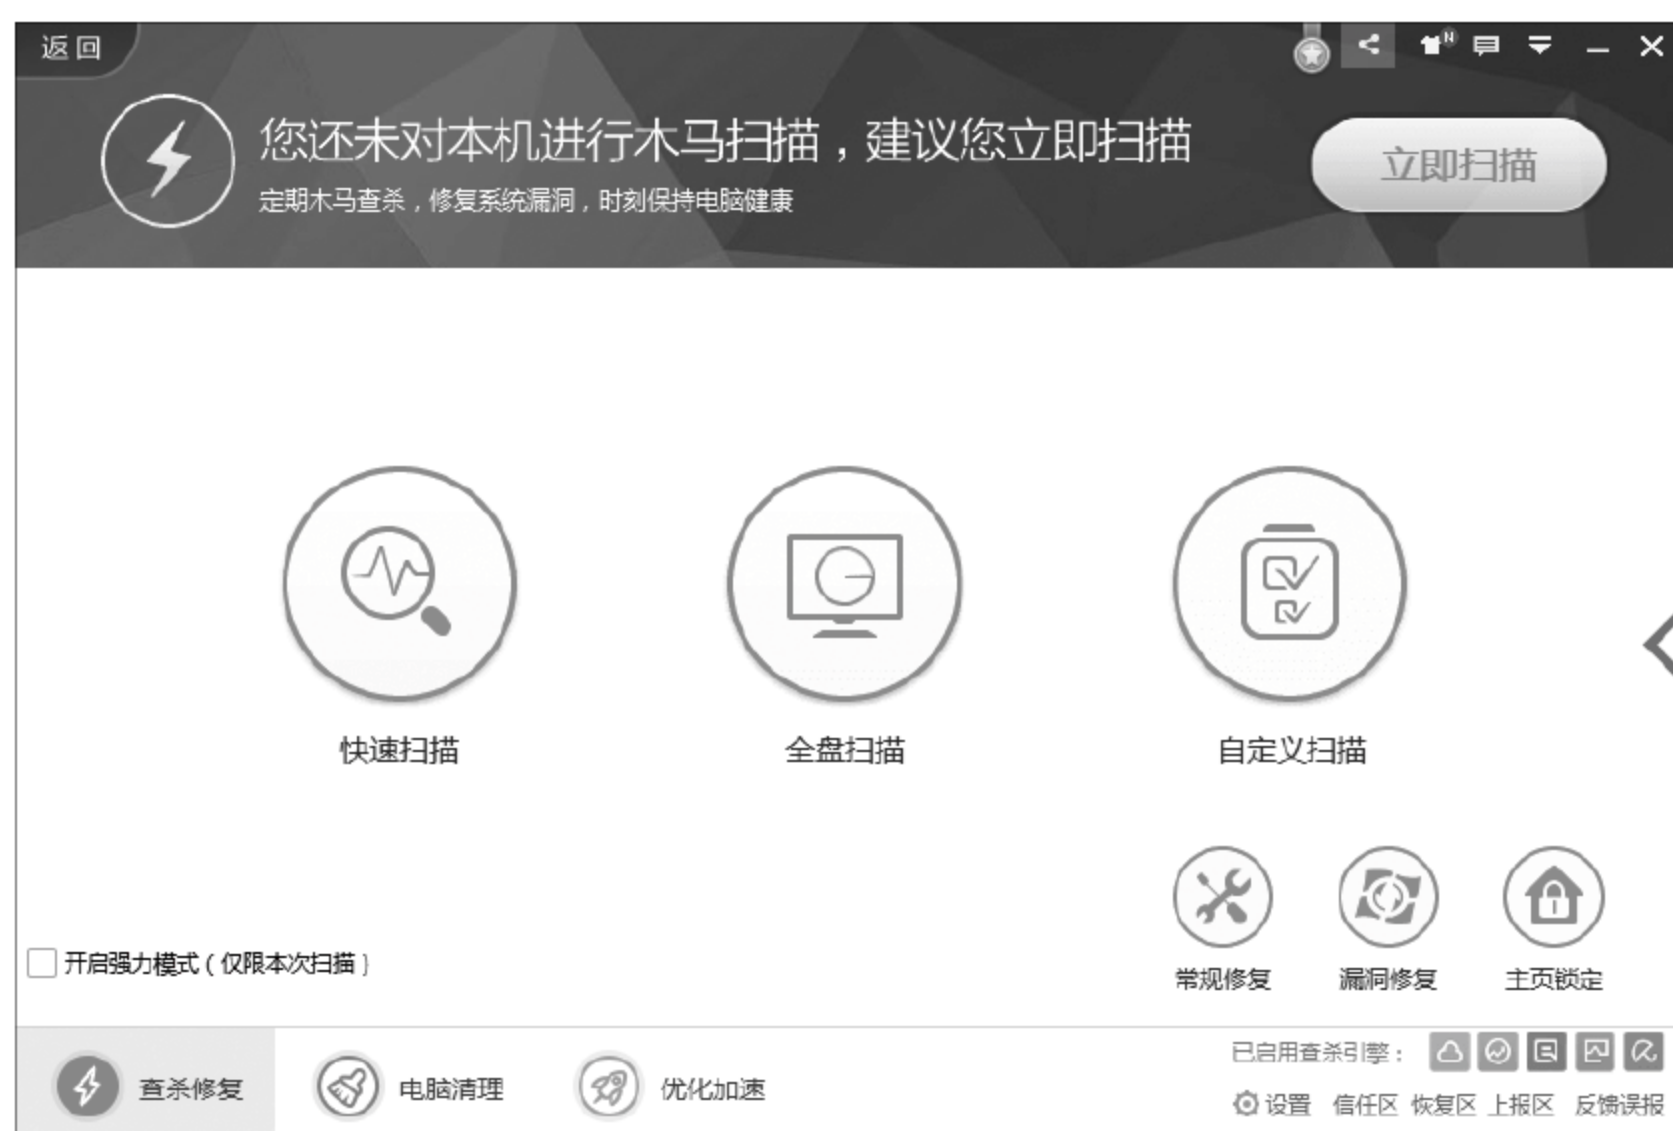 返回
您还未对本机进行木马扫描，建议您立即扫描
立即扫描
定期木马查杀，修复系统漏洞，时刻保持电脑健康
快速扫描
全盘扫描
自定义扫描
常规修复
漏洞修复
主页锁定
开启强力模式（仅限本次扫描）
查杀修复
电脑清理
优化加速
已启用查杀引擎：
设置 信任区 恢复区 上报区 反馈误报